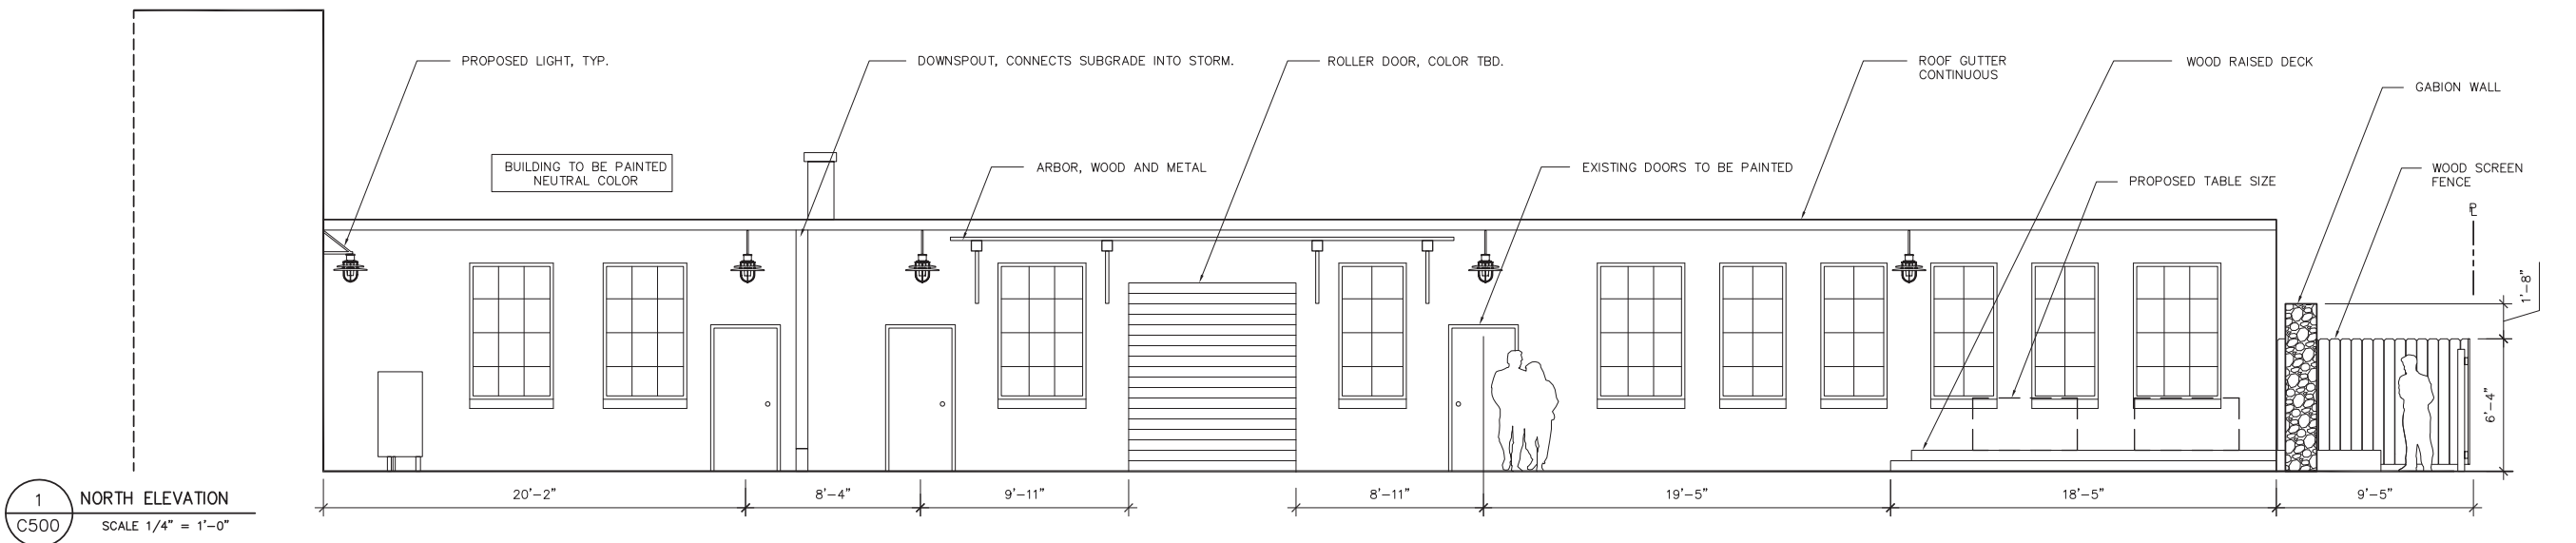 PROPOSED LIGHT, TYP.
DOWNSPOUT, CONNECTS SUBGRADE INTO STORM.
ROLLER DOOR, COLOR TBD.
ROOF GUTTER
CONTINUOUS
WOOD RAISED DECK
GABION WALL
BUILDING TO BE PAINTED
NEUTRAL COLOR
ARBOR, WOOD AND METAL
EXISTING DOORS TO BE PAINTED
PROPOSED TABLE SIZE
WOOD SCREEN
FENCE
PL
1'-8"
6'-4"
20'-2"
8'-4"
9'-11"
8'-11"
19'-5"
18'-5"
9'-5"
1
C500
NORTH ELEVATION
SCALE 1/4" = 1'-0"